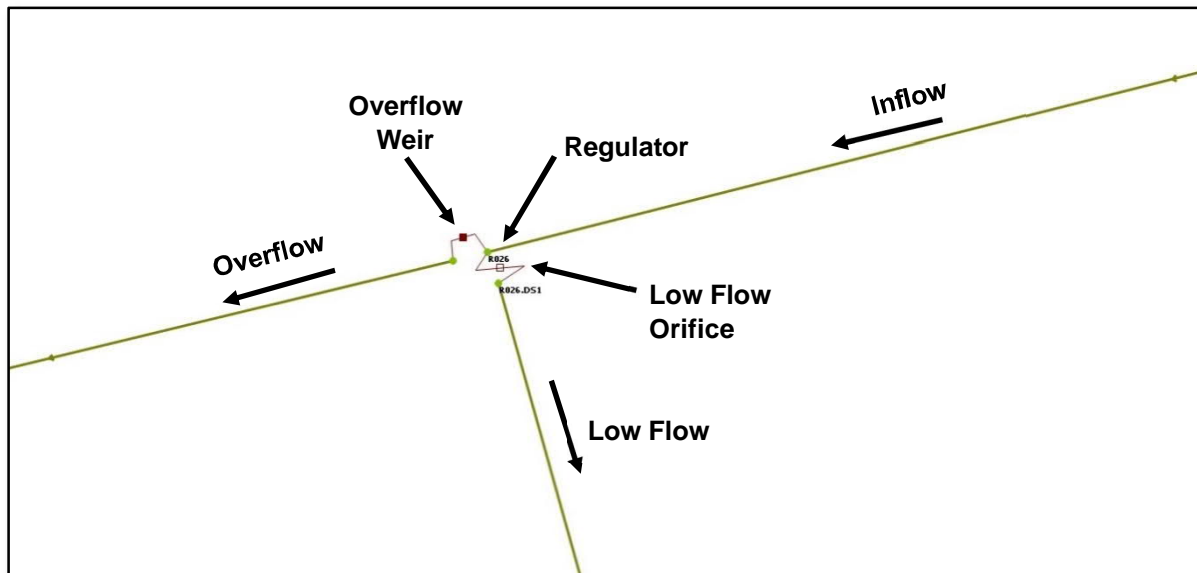 Overflow
Weir
Regulator
Inflow
Overflow
R026
R026.DS1
Low Flow
Orifice
Low Flow